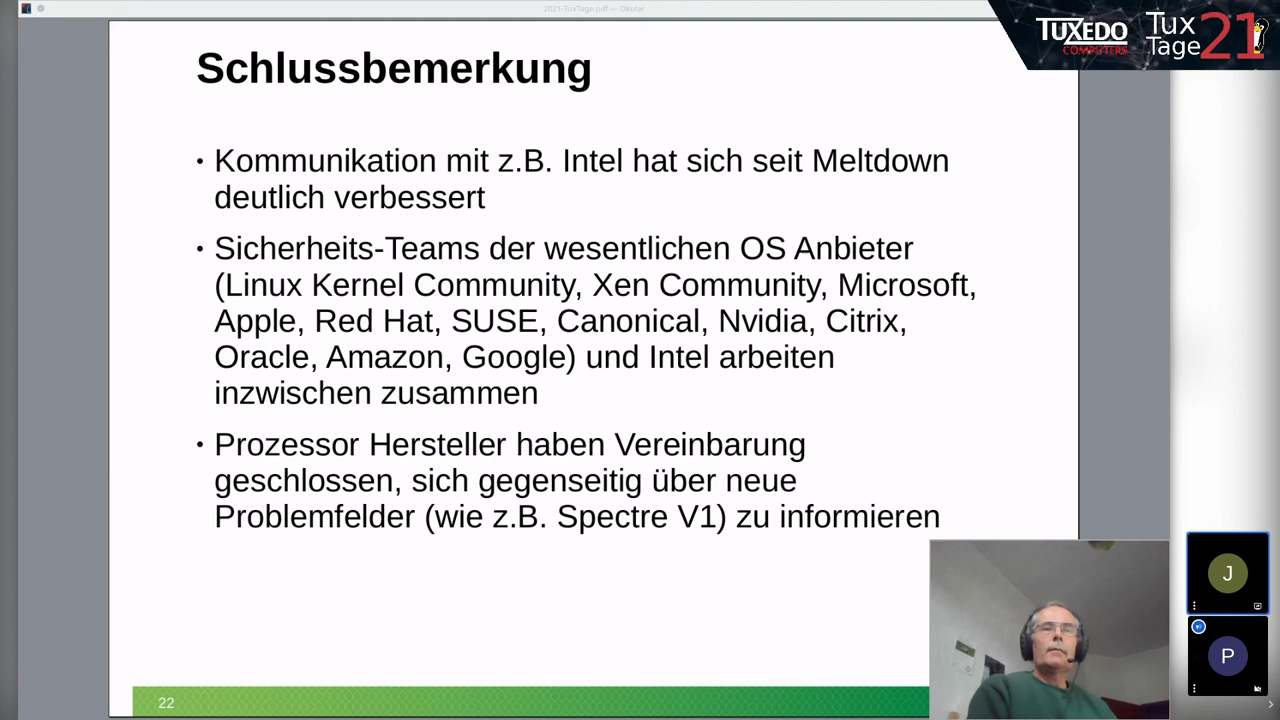 2021-TuxTage.pdf — Okular
TUXEDO
COMPUTERS
Tux
Tage
21
Schlussbemerkung
• Kommunikation mit z.B. Intel hat sich seit Meltdown
deutlich verbessert
• Sicherheits-Teams der wesentlichen OS Anbieter
(Linux Kernel Community, Xen Community, Microsoft,
Apple, Red Hat, SUSE, Canonical, Nvidia, Citrix,
Oracle, Amazon, Google) und Intel arbeiten
inzwischen zusammen
• Prozessor Hersteller haben Vereinbarung
geschlossen, sich gegenseitig über neue
Problemfelder (wie z.B. Spectre V1) zu informieren
J
P
22